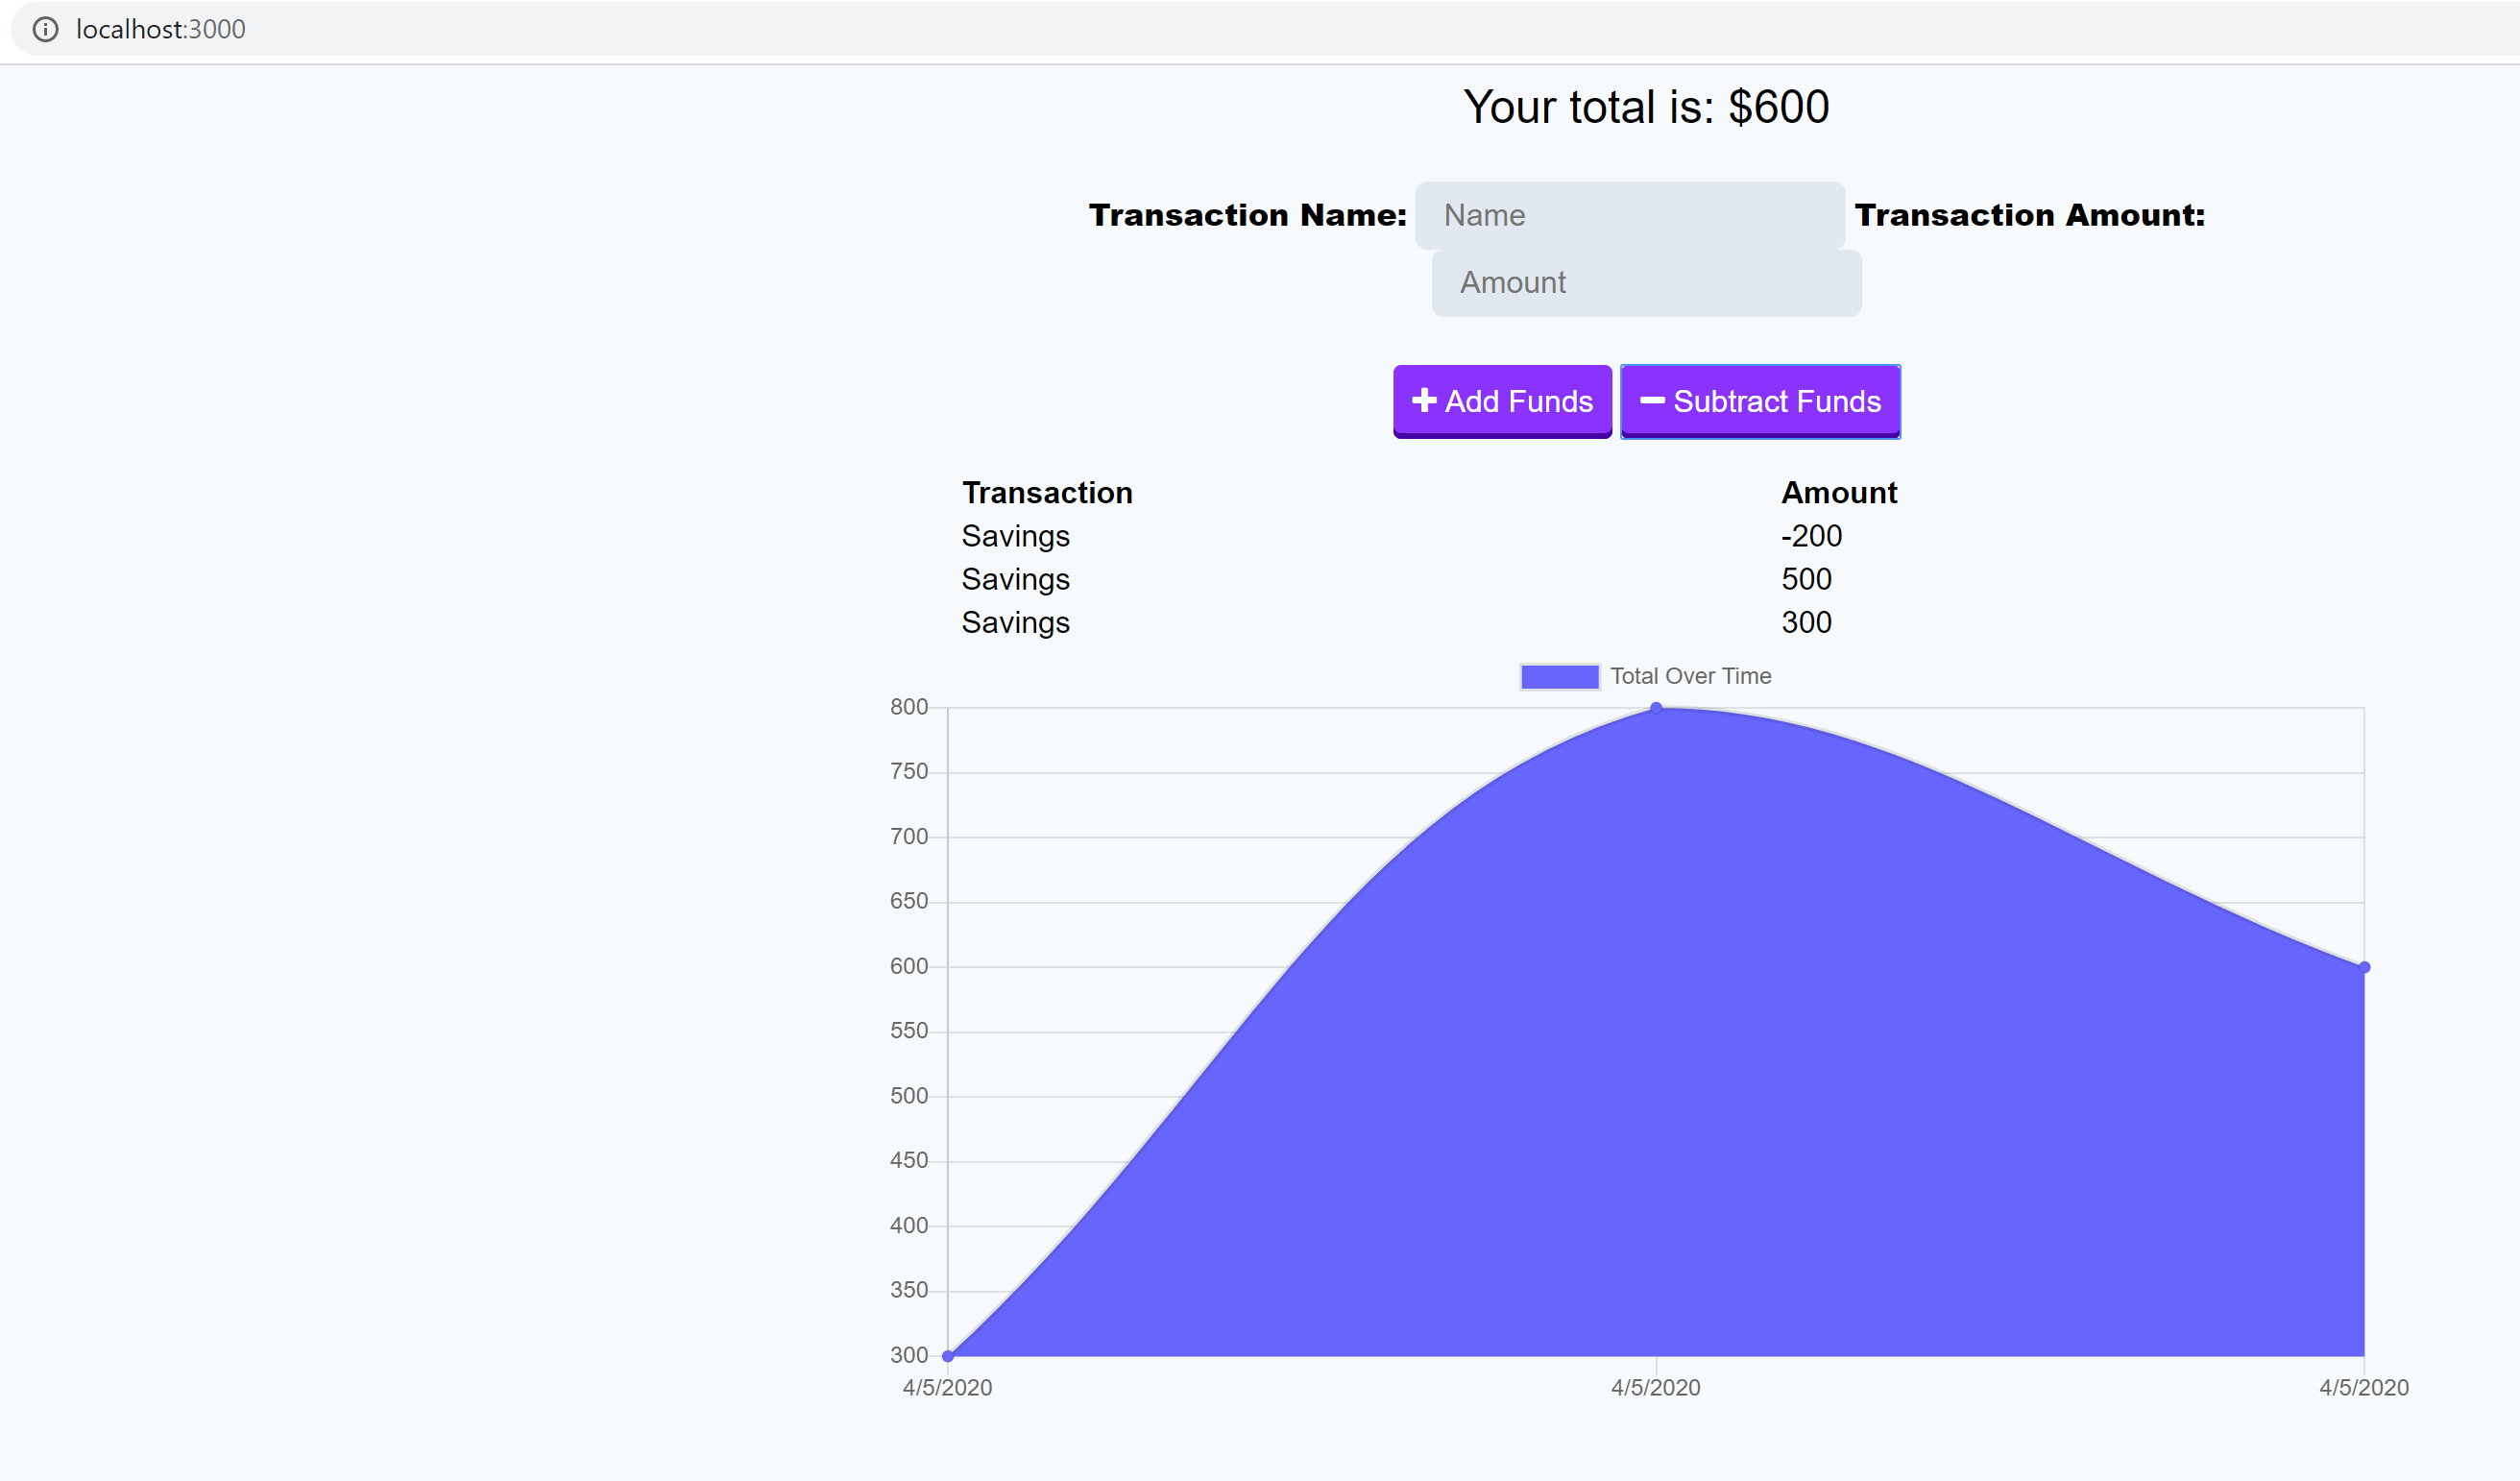 localhost:3000
Your total is: $600
Transaction Name: Name Transaction Amount:
Amount
Add Funds Subtract Funds
Transaction Amount
Savings -200
Savings 500
Savings 300
Total Over Time
800
750
700
650
600
550
500
450
400
350
300
4/5/2020 4/5/2020 4/5/2020